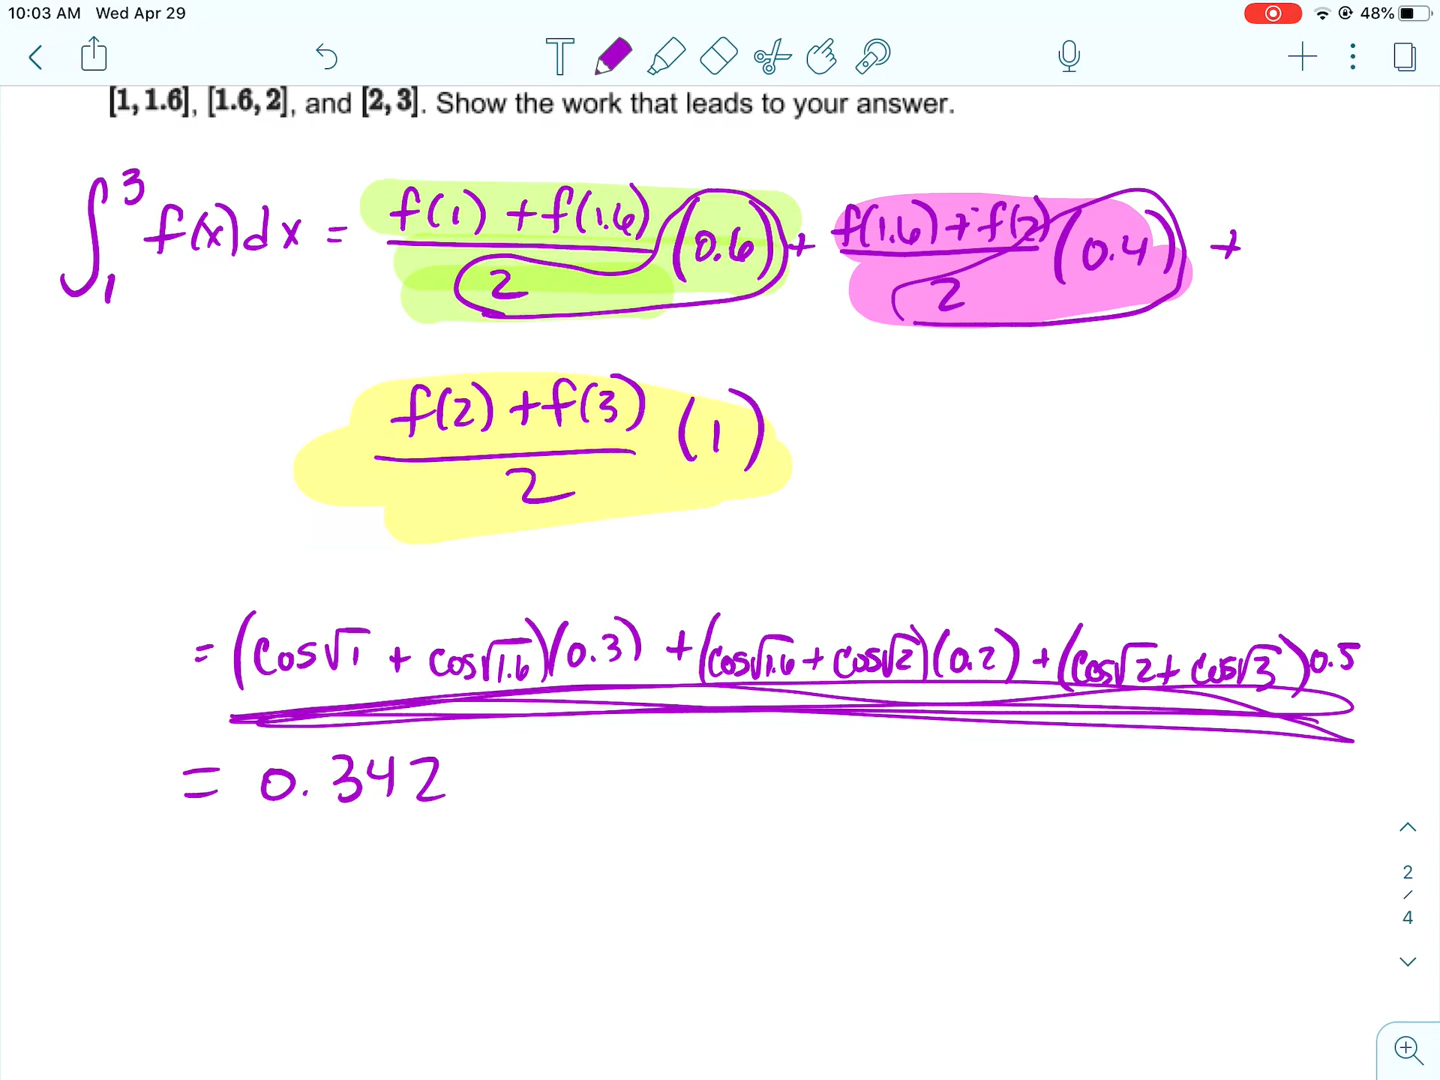 10:03 AM Wed Apr 29 48%
T
[1, 1.6], [1.6, 2], and [2, 3]. Show the work that leads to your answer.
∫₁³ f(x)dx = (f(1) + f(1.6))/2 (0.6) + (f(1.6) + f(2))/2 (0.4) +
(f(2) + f(3))/2 (1)
= (cos√1 + cos√1.6)(0.3) + (cos√1.6 + cos√2)(0.2) + (cos√2 + cos√3)0.5
= 0.342
2
/
4